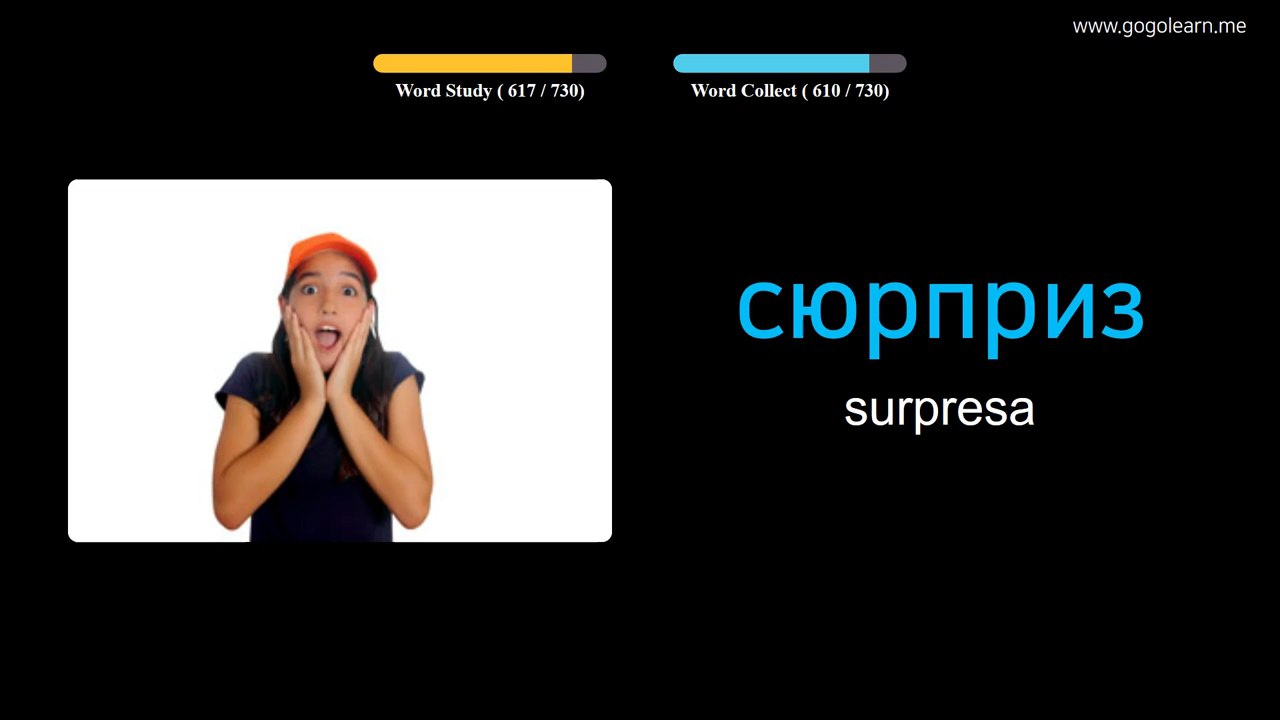 www.gogolearn.me
Word Study ( 617 / 730)
Word Collect ( 610 / 730)
сюрприз
surpresa